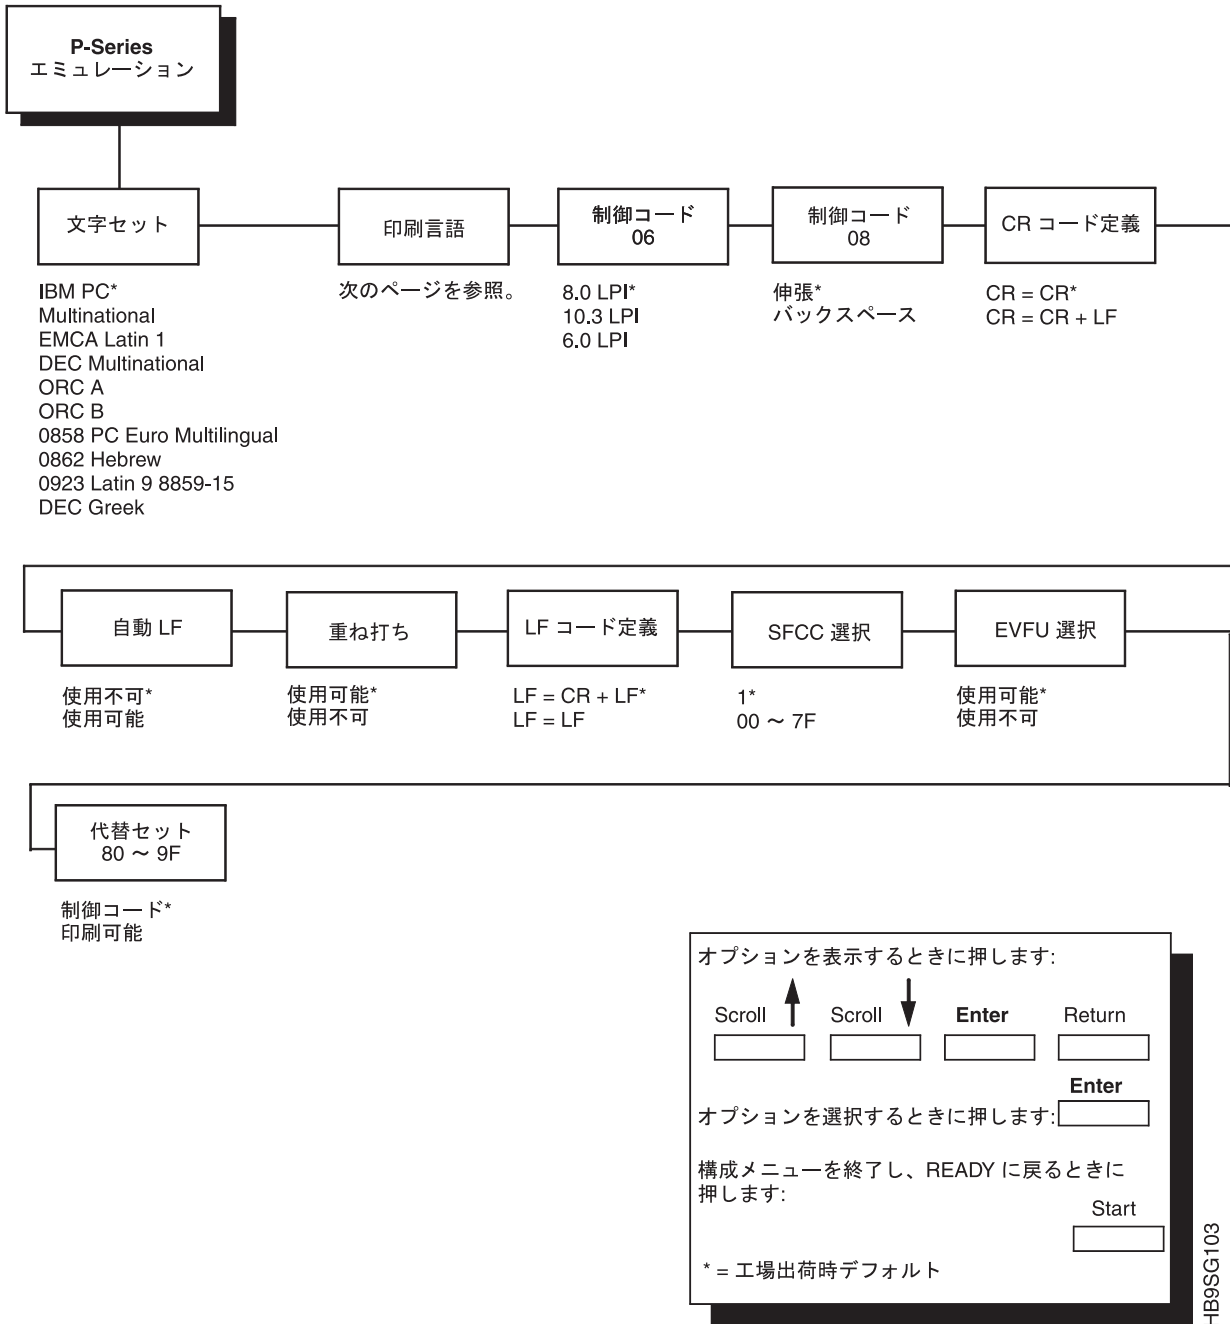 P-Series
エミュレーション
文字セット
印刷言語
制御コード
06
制御コード
08
CR コード定義
IBM PC*
Multinational
EMCA Latin 1
DEC Multinational
ORC A
ORC B
0858 PC Euro Multilingual
0862 Hebrew
0923 Latin 9 8859-15
DEC Greek
次のページを参照。
8.0 LPI*
10.3 LPI
6.0 LPI
伸張*
バックスペース
CR = CR*
CR = CR + LF
自動 LF
重ね打ち
LF コード定義
SFCC 選択
EVFU 選択
使用不可*
使用可能
使用可能*
使用不可
LF = CR + LF*
LF = LF
1*
00 ～ 7F
使用可能*
使用不可
代替セット
80 ～ 9F
制御コード*
印刷可能
オプションを表示するときに押します:
Scroll Scroll Enter Return
Enter
オプションを選択するときに押します:
構成メニューを終了し、READY に戻るときに
押します:
Start
* = 工場出荷時デフォルト
HB9SG103